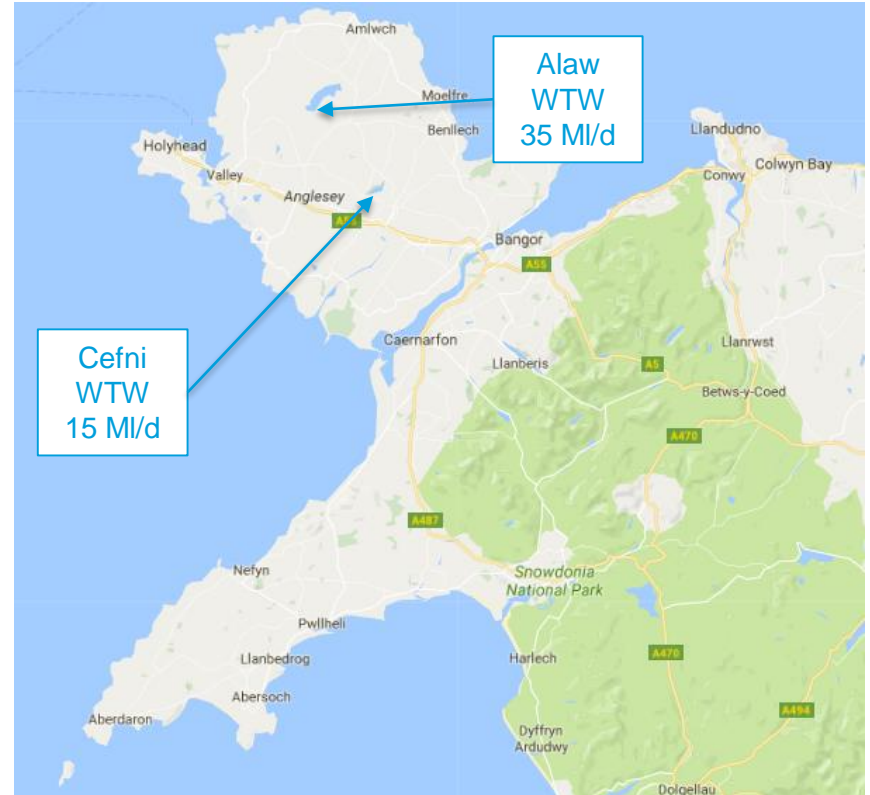 Amlwch
Alaw
WTW
35 Ml/d
Moelfre
Benllech
Llandudno
Holyhead
Colwyn Bay
Conwy
Valley
Anglesey
A55
Bangor
A55
Caernarfon
Cefni
WTW
15 Ml/d
Llanberis
A5
Llanrwst
Betws-y-Coed
A470
A487
Nefyn
Snowdonia
National Park
Pwllheli
Llanbedrog
Harlech
A470
Abersoch
Aberdaron
A494
Dyffryn
Ardudwy
Dolgellau